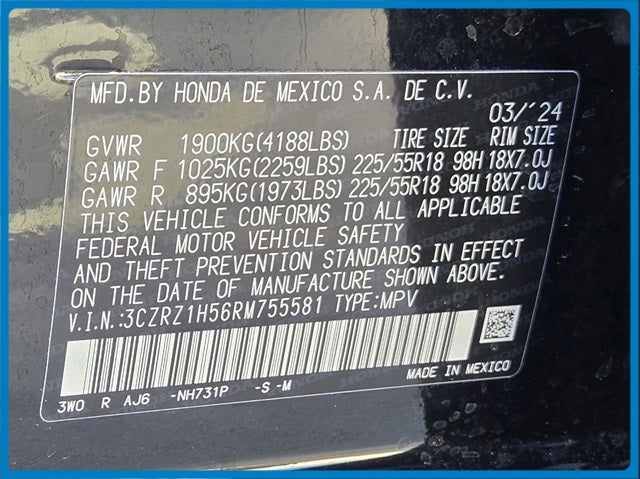 MFD.BY HONDA DE MEXICO S.A. DE C.V.
03/'24
GVWR 1900KG(4188LBS) TIRE SIZE RIM SIZE
GAWR F 1025KG(2259LBS) 225/55R18 98H 18X7.0J
GAWR R 895KG(1973LBS) 225/55R18 98H 18X7.0J
THIS VEHICLE CONFORMS TO ALL APPLICABLE
FEDERAL MOTOR VEHICLE SAFETY
AND THEFT PREVENTION STANDARDS IN EFFECT
ON THE DATE OF MANUFACTURE SHOWN ABOVE.
V.I.N.:3CZRZ1H56RM755581 TYPE:MPV
MADE IN MEXICO
3WO R AJ6 -NH731P -S -M